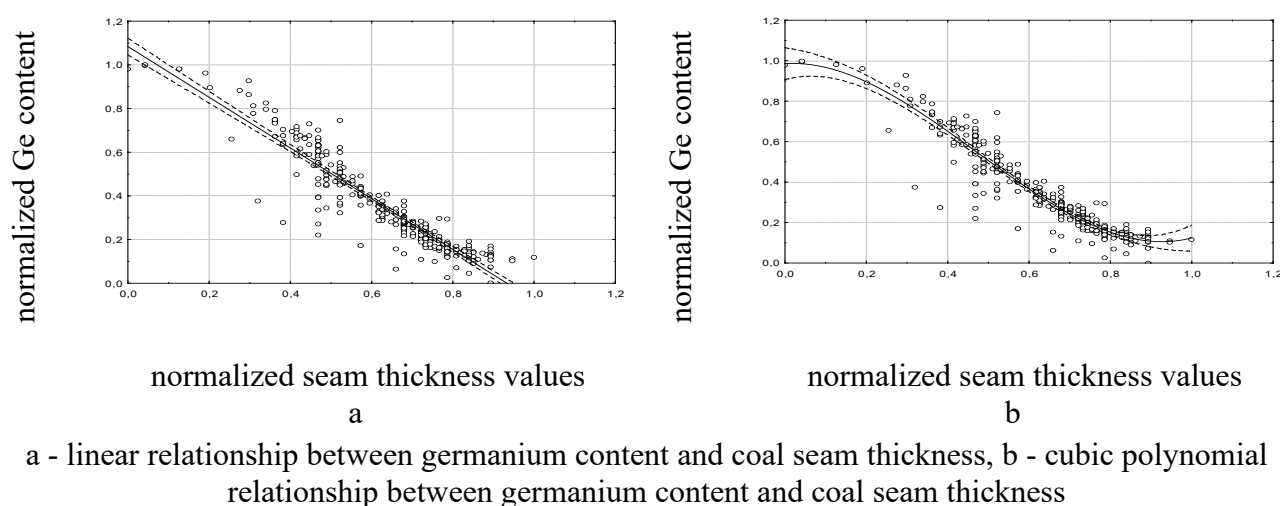 normalized Ge content
1,2
1,0
0,8
0,6
0,4
0,2
0,0
0,0 0,2 0,4 0,6 0,8 1,0 1,2
normalized seam thickness values
a
normalized Ge content
1,2
1,0
0,8
0,6
0,4
0,2
0,0
0,0 0,2 0,4 0,6 0,8 1,0 1,2
normalized seam thickness values
b
a - linear relationship between germanium content and coal seam thickness, b - cubic polynomial
relationship between germanium content and coal seam thickness